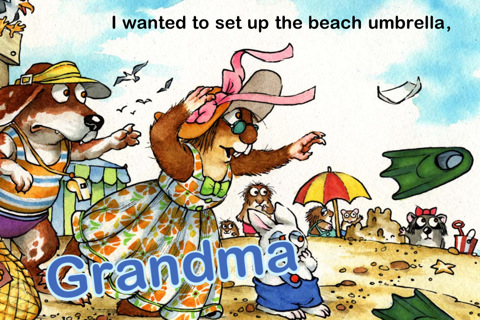 I wanted to set up the beach umbrella,
Grandma